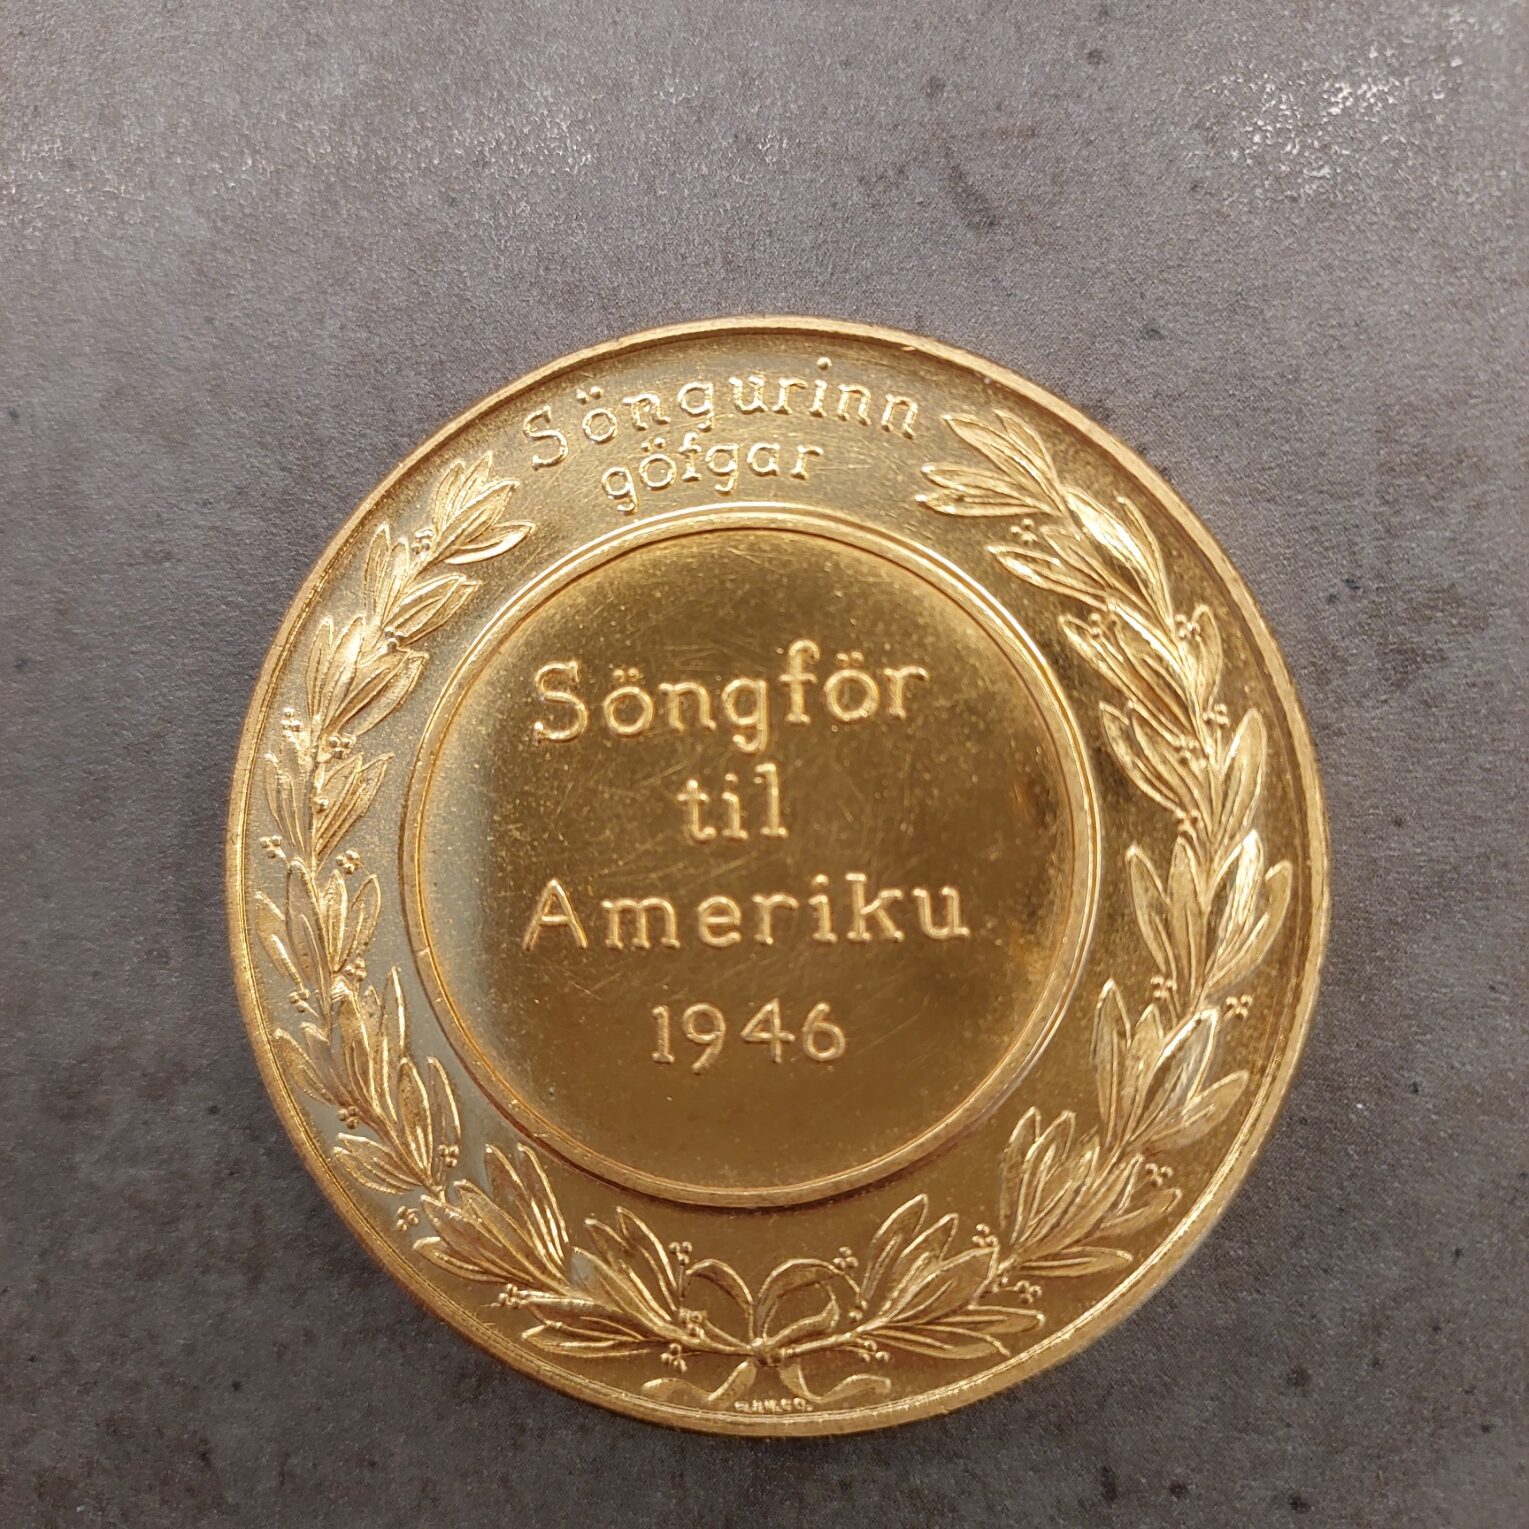 Söngurinn
göfgar
Söngför
til
Ameriku
1946